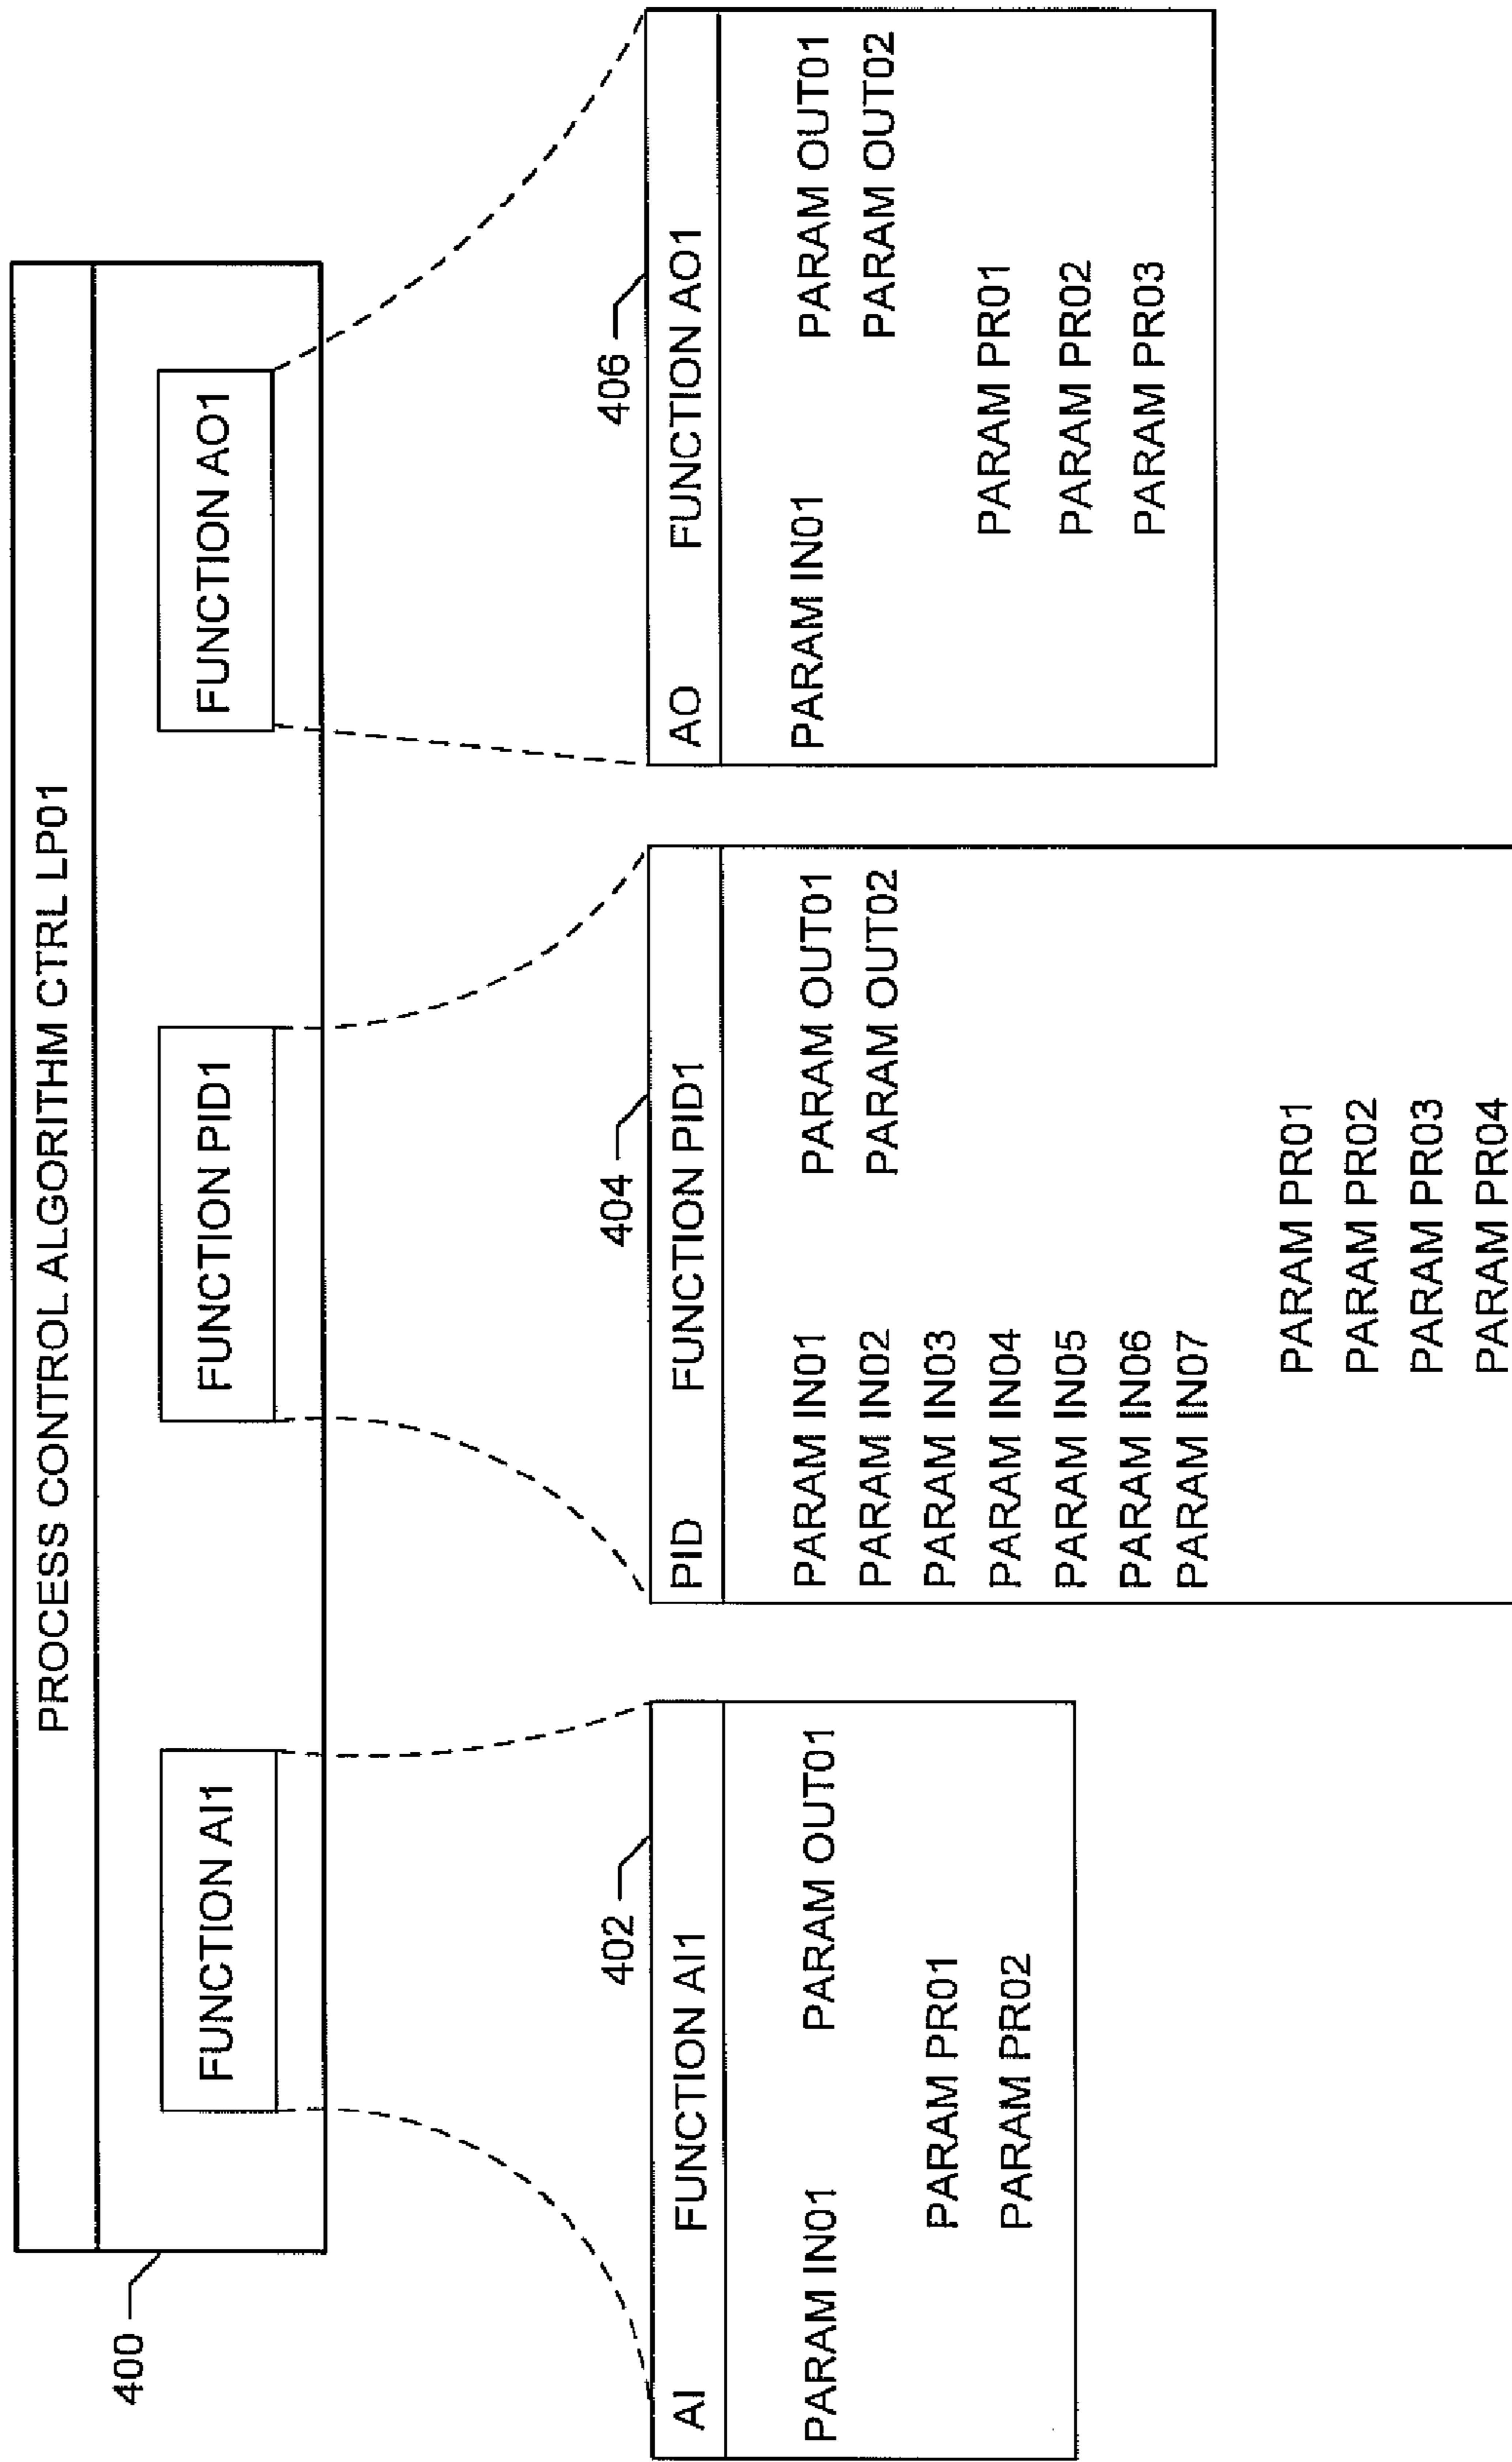 PROCESS CONTROL ALGORITHM CTRL LP01
400
FUNCTION AI1
FUNCTION PID1
FUNCTION AO1
402
AI FUNCTION AI1
PARAM IN01 PARAM OUT01
PARAM PR01
PARAM PR02
404
PID FUNCTION PID1
PARAM IN01 PARAM OUT01
PARAM IN02 PARAM OUT02
PARAM IN03
PARAM IN04
PARAM IN05
PARAM IN06
PARAM IN07
PARAM PR01
PARAM PR02
PARAM PR03
PARAM PR04
406
AO FUNCTION AO1
PARAM IN01 PARAM OUT01
PARAM OUT02
PARAM PR01
PARAM PR02
PARAM PR03